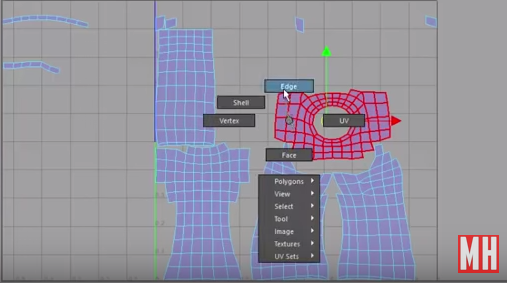 Edge
Shell
Vertex
UV
Face
Polygons
View
Select
Tool
Image
Textures
UV Sets
MH